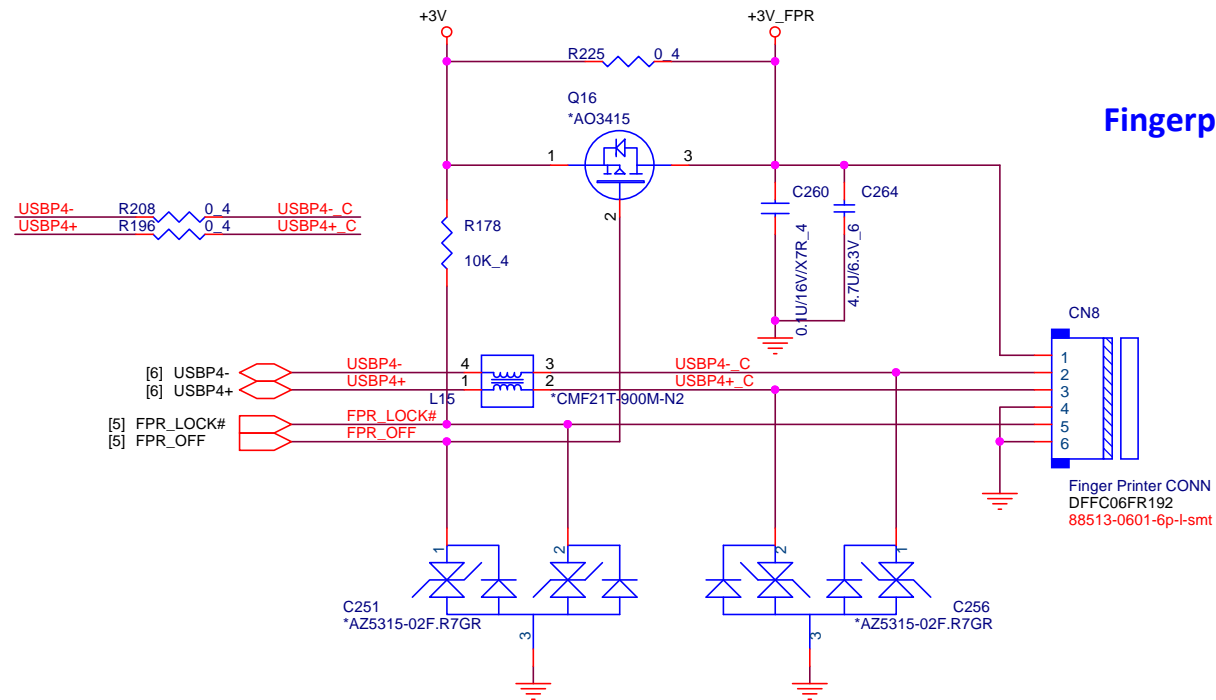 +3V
+3V_FPR
R225
0_4
Q16
*AO3415
Fingerp
1
3
2
C260
C264
0.1U/16V/X7R_4
4.7U/6.3V_6
USBP4-
R208
0_4
USBP4-_C
USBP4+
R196
0_4
USBP4+_C
R178
10K_4
CN8
[6] USBP4-
USBP4-
4
3
USBP4-_C
[6] USBP4+
USBP4+
1
2
USBP4+_C
L15
*CMF21T-900M-N2
[5] FPR_LOCK#
FPR_LOCK#
[5] FPR_OFF
FPR_OFF
1
2
3
4
5
6
Finger Printer CONN
DFFC06FR192
88513-0601-6p-l-smt
1
2
2
1
C251
*AZ5315-02F.R7GR
3
C256
*AZ5315-02F.R7GR
3